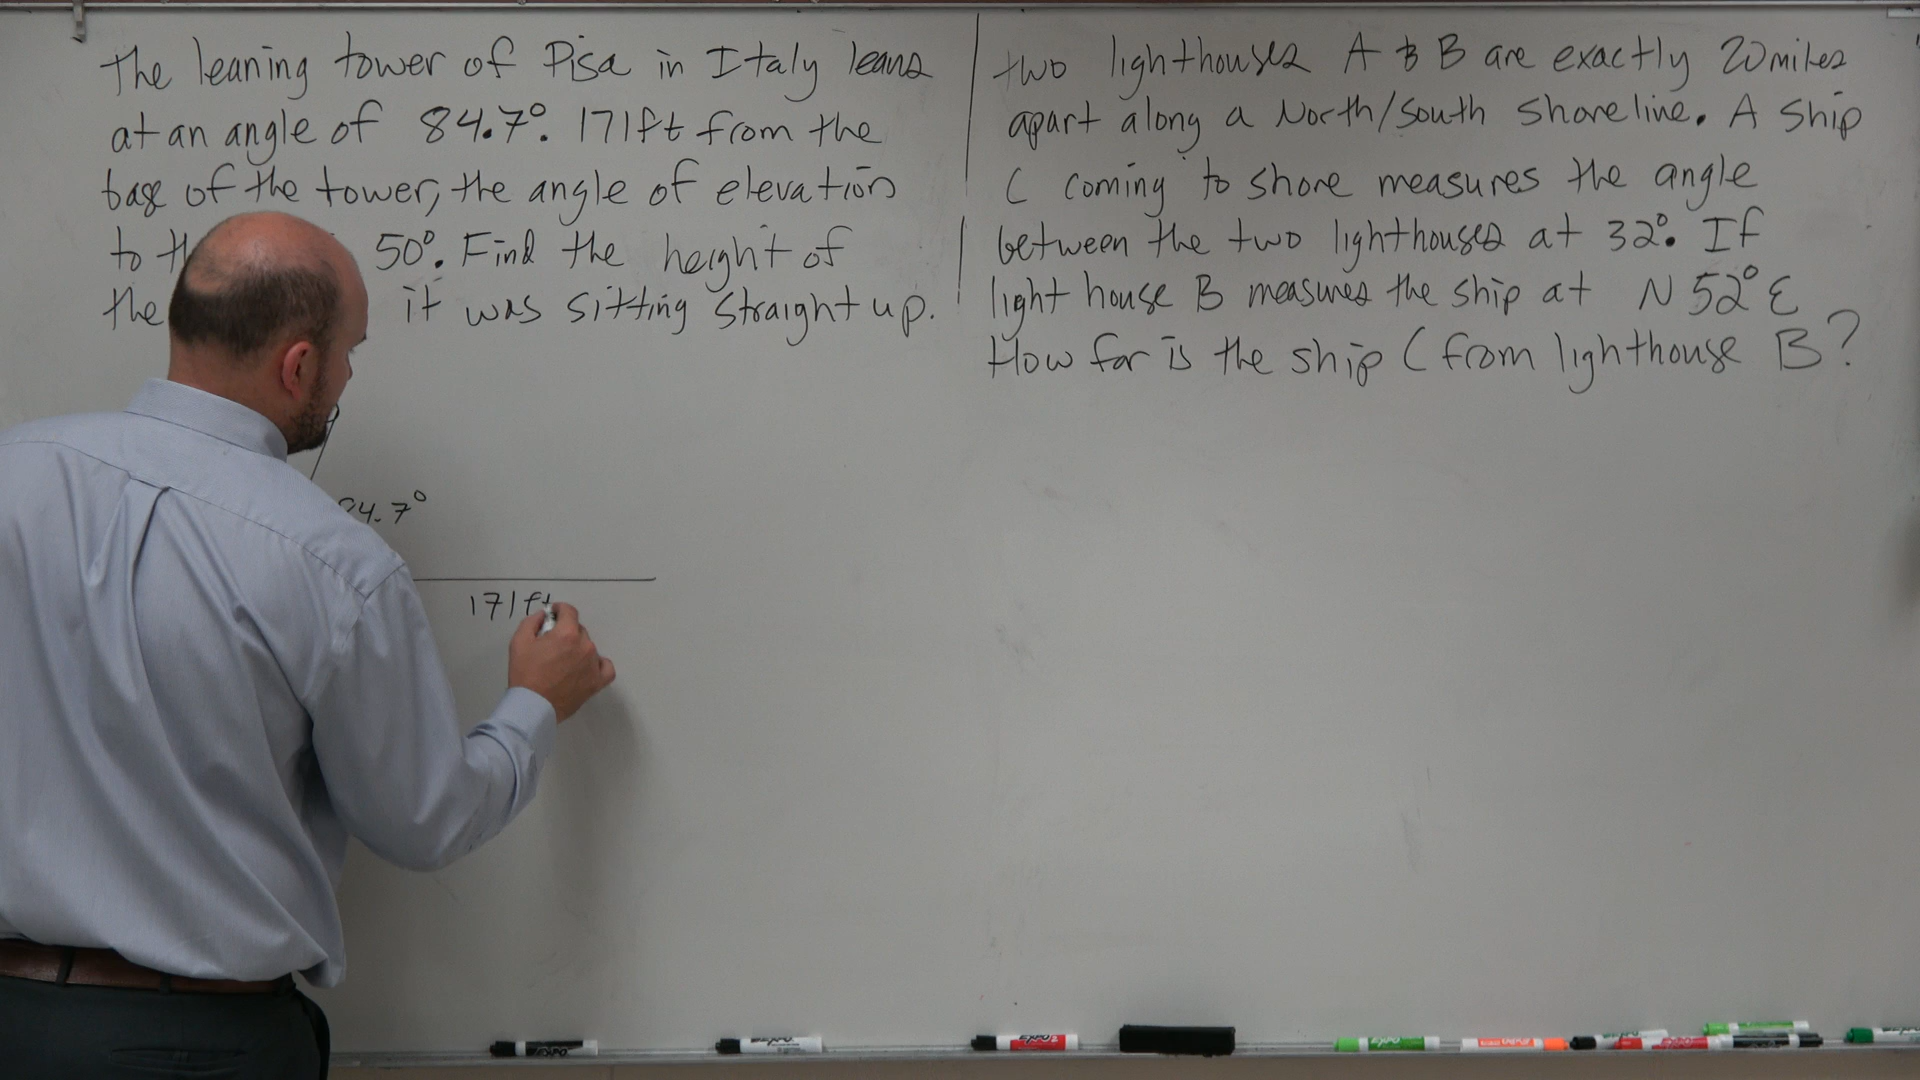 The leaning tower of Pisa in Italy leans
at an angle of 84.7°. 171ft from the
base of the tower, the angle of elevation
to 50°. Find the height of
the it was sitting straight up.
84.7°
171ft
two lighthouses A & B are exactly 20 miles
apart along a North/South shoreline. A ship
C coming to shore measures the angle
between the two lighthouses at 32°. If
light house B measures the ship at N 52° E
How far is the ship C from lighthouse B?
EXPO
EXPO
EXPO
EXPO